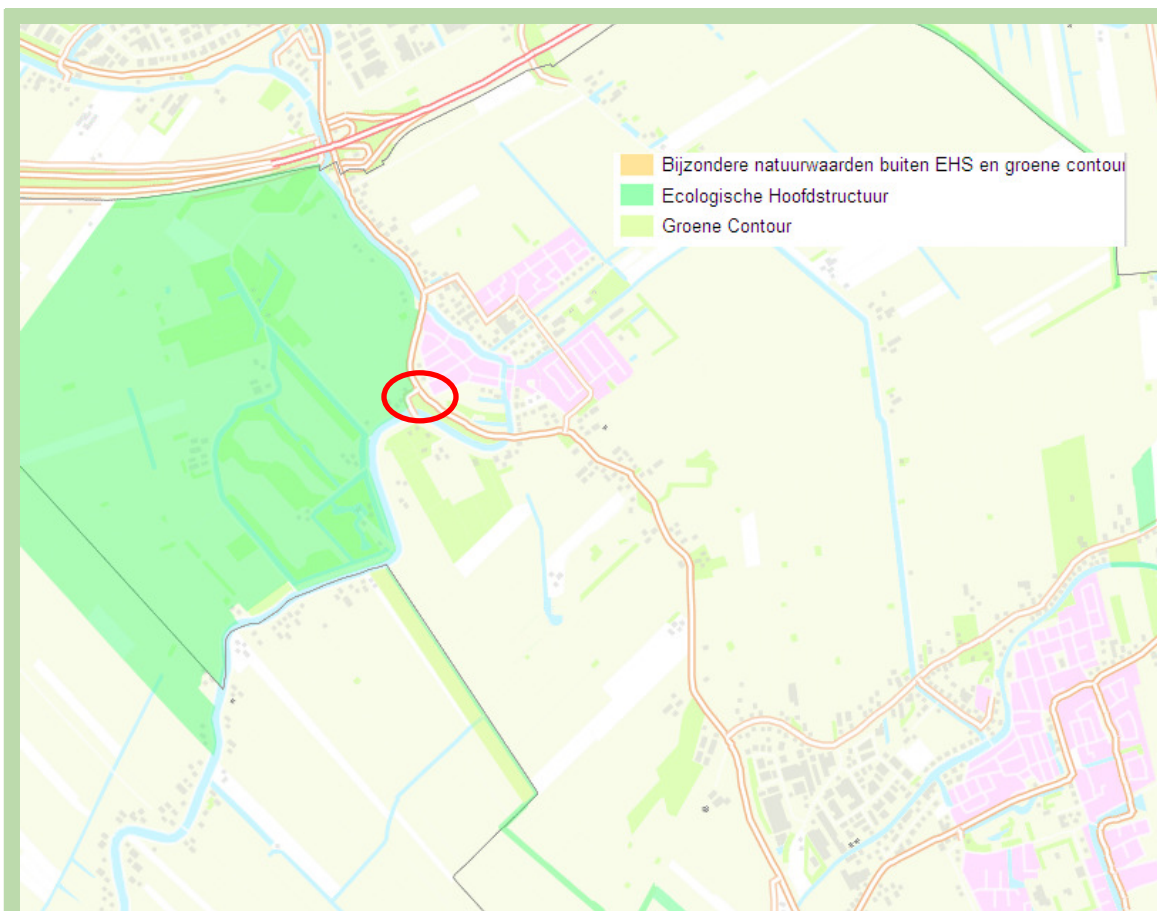 Bijzondere natuurwaarden buiten EHS en groene contour
Ecologische Hoofdstructuur
Groene Contour